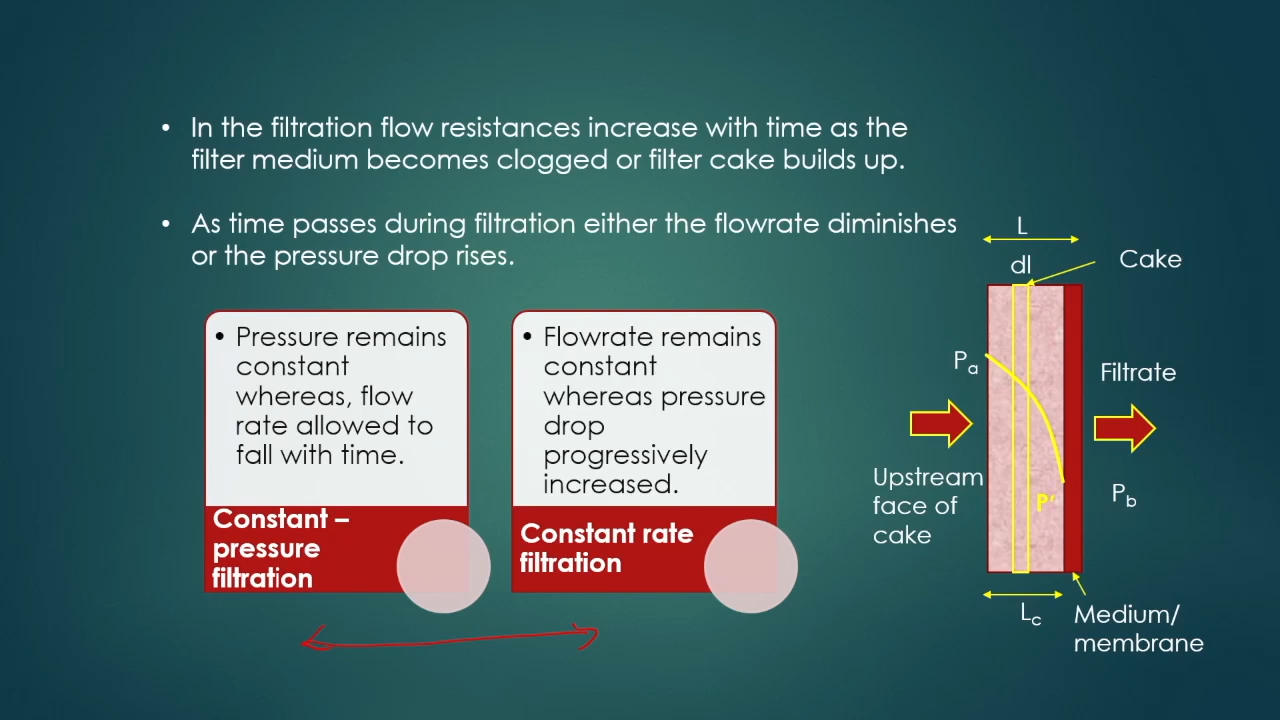 • In the filtration flow resistances increase with time as the
filter medium becomes clogged or filter cake builds up.
• As time passes during filtration either the flowrate diminishes
or the pressure drop rises.
• Pressure remains
constant
whereas, flow
rate allowed to
fall with time.
Constant –
pressure
filtration
• Flowrate remains
constant
whereas pressure
drop
progressively
increased.
Constant rate
filtration
L
dl
Cake
Pa
Filtrate
Upstream
face of
cake
P'
Pb
Lc
Medium/
membrane